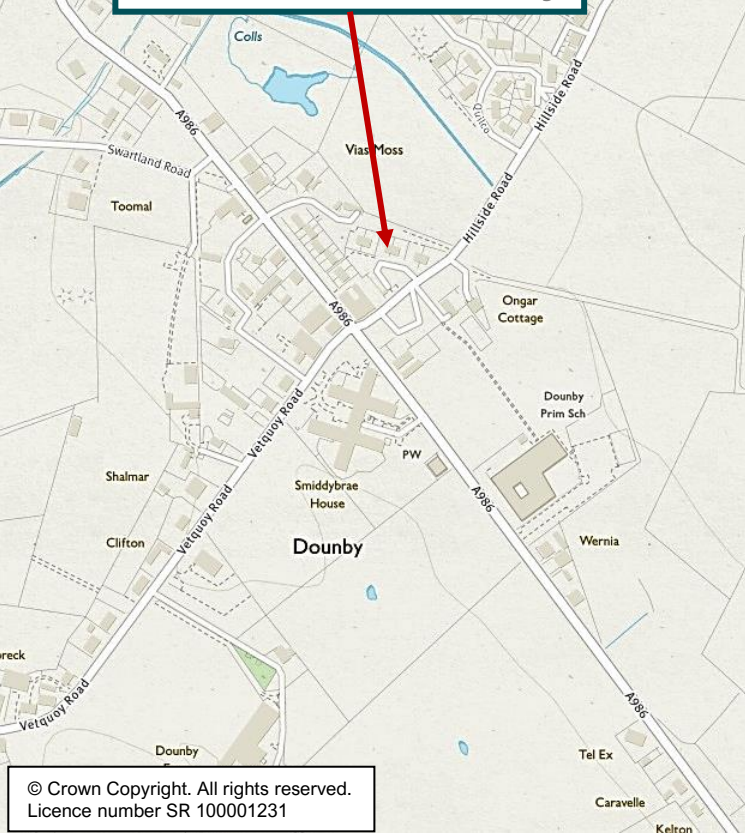 Colls
Quilco
Hillside Road
A986
Vias Moss
Swartland Road
Toomal
Hillside Road
A986
Ongar
Cottage
Dounby
Prim Sch
Vetquoy Road
PW
Shalmar
Smiddybrae
House
A986
Vetquoy Road
Clifton
Dounby
Wernia
Vetquoy Road
A986
Dounby
Tel Ex
Caravelle
Kelton
© Crown Copyright. All rights reserved.
Licence number SR 100001231